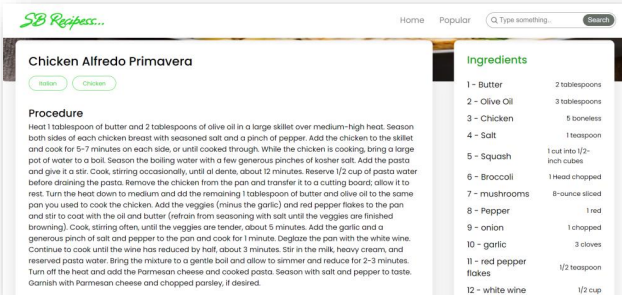 SB Recipess...
Home
Popular
Type something..
Search
Chicken Alfredo Primavera
Italian
Chicken
Procedure
Heat 1 tablespoon of butter and 2 tablespoons of olive oil in a large skillet over medium-high heat. Season
both sides of each chicken breast with seasoned salt and a pinch of pepper. Add the chicken to the skillet
and cook for 5-7 minutes on each side, or until cooked through. While the chicken is cooking, bring a large
pot of water to a boil. Season the boiling water with a few generous pinches of kosher salt. Add the pasta
and give it a stir. Cook, stirring occasionally, until al dente, about 12 minutes. Reserve 1/2 cup of pasta water
before draining the pasta. Remove the chicken from the pan and transfer it to a cutting board; allow it to
rest. Turn the heat down to medium and dd the remaining 1 tablespoon of butter and olive oil to the same
pan you used to cook the chicken. Add the veggies (minus the garlic) and red pepper flakes to the pan
and stir to coat with the oil and butter (refrain from seasoning with salt until the veggies are finished
browning). Cook, stirring often, until the veggies are tender, about 5 minutes. Add the garlic and a
generous pinch of salt and pepper to the pan and cook for 1 minute. Deglaze the pan with the white wine.
Continue to cook until the wine has reduced by half, about 3 minutes. Stir in the milk, heavy cream, and
reserved pasta water. Bring the mixture to a gentle boil and allow to simmer and reduce for 2-3 minutes.
Turn off the heat and add the Parmesan cheese and cooked pasta. Season with salt and pepper to taste.
Garnish with Parmesan cheese and chopped parsley, if desired.
Ingredients
1 - Butter 2 tablespoons
2 - Olive Oil 3 tablespoons
3 - Chicken 5 boneless
4 - Salt 1 teaspoon
5 - Squash 1 cut into 1/2-
inch cubes
6 - Broccoli 1 Head chopped
7 - mushrooms 8-ounce sliced
8 - Pepper 1 red
9 - onion 1 chopped
10 - garlic 3 cloves
11 - red pepper
flakes 1/2 teaspoon
12 - white wine 1/2 cup